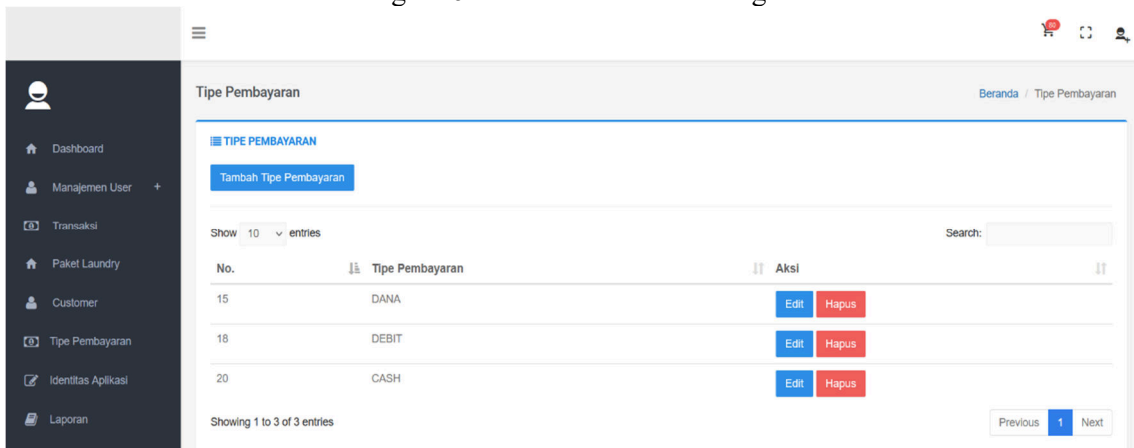 00
Tipe Pembayaran
Beranda / Tipe Pembayaran
Dashboard
Manajemen User +
Transaksi
Paket Laundry
Customer
Tipe Pembayaran
Identitas Aplikasi
Laporan
TIPE PEMBAYARAN
Tambah Tipe Pembayaran
Show 10 entries
Search:
No. Tipe Pembayaran Aksi
15 DANA Edit Hapus
18 DEBIT Edit Hapus
20 CASH Edit Hapus
Showing 1 to 3 of 3 entries
Previous 1 Next